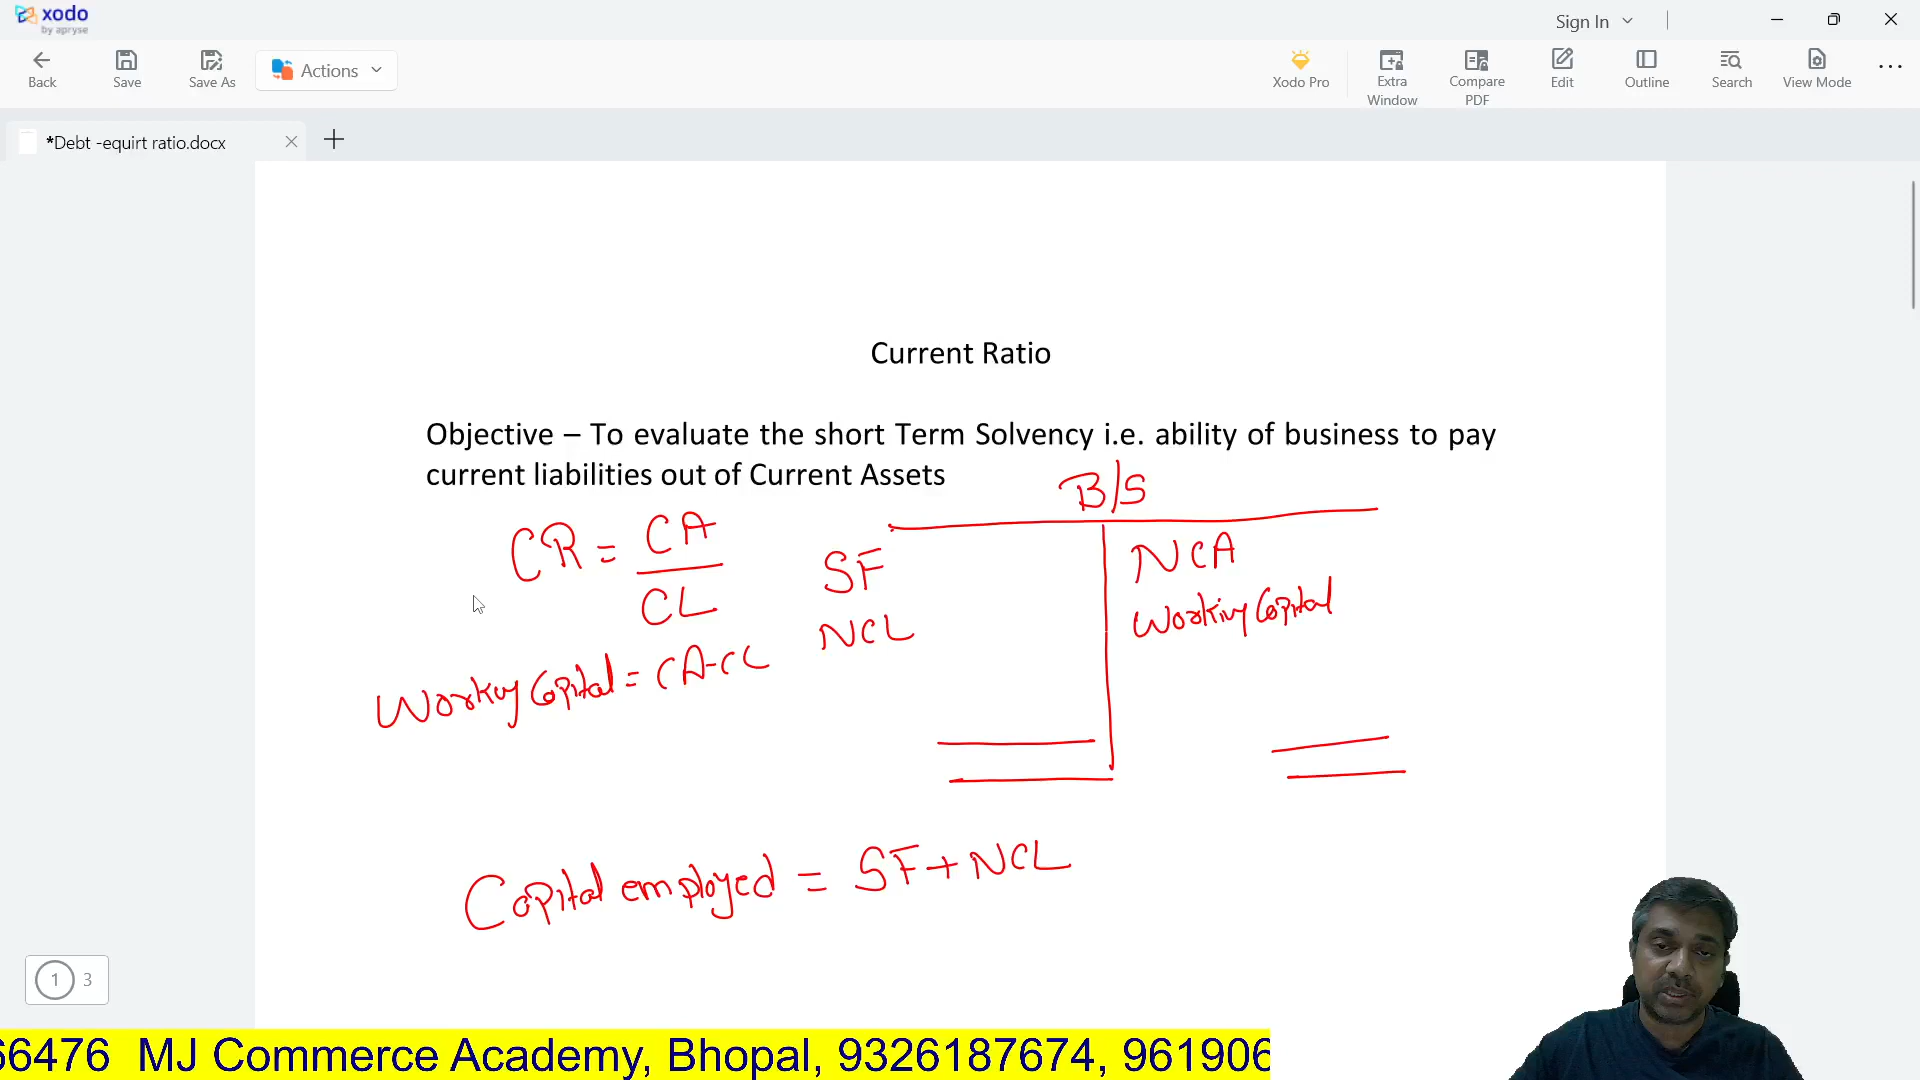 xodo
by apryse
Sign In
Back
Save
Save As
Actions
Xodo Pro
Extra Window
Compare PDF
Edit
Outline
Search
View Mode
*Debt -equirt ratio.docx
Current Ratio
Objective – To evaluate the short Term Solvency i.e. ability of business to pay
current liabilities out of Current Assets
B/S
CR = CA
CL
SF
NCA
NCL
Working Capital
Working Capital = CA-CL
Capital employed = SF+NCL
1 3
66476 MJ Commerce Academy, Bhopal, 9326187674, 961906